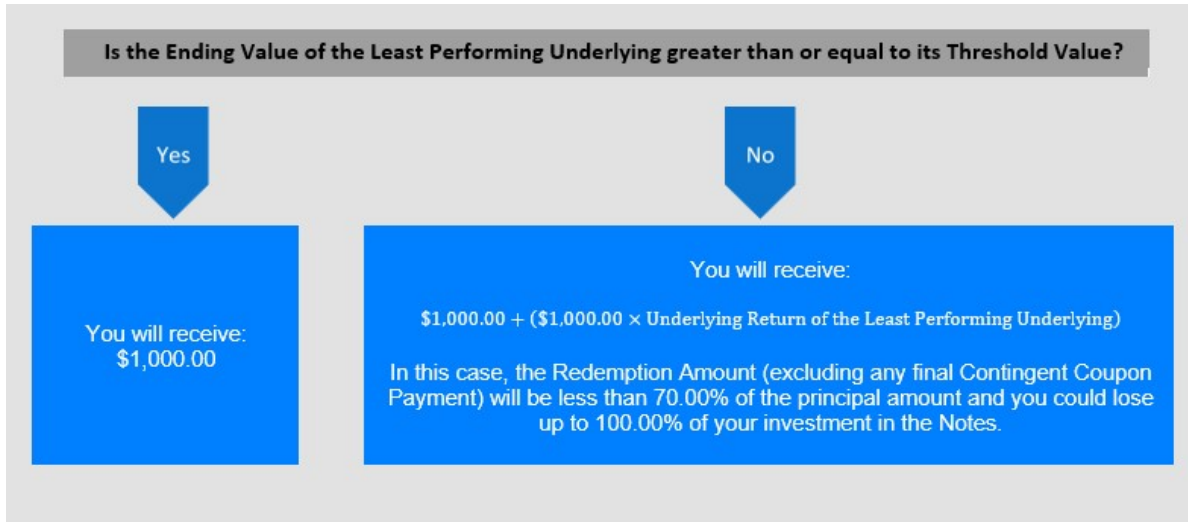 Is the Ending Value of the Least Performing Underlying greater than or equal to its Threshold Value?
Yes
No
You will receive:
$1,000.00
You will receive:
$1,000.00 + ($1,000.00 × Underlying Return of the Least Performing Underlying)
In this case, the Redemption Amount (excluding any final Contingent Coupon
Payment) will be less than 70.00% of the principal amount and you could lose
up to 100.00% of your investment in the Notes.